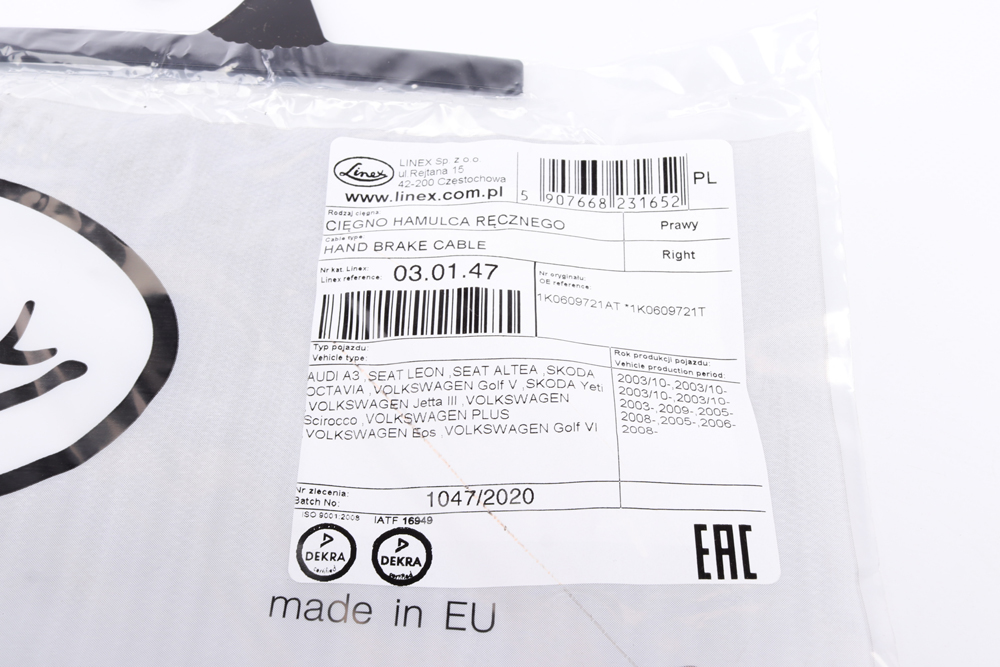 Linex
LINEX Sp. z o.o
ul Rejtana 15
42-200 Czestochowa
www.linex.com.pl
5 907668 231652
PL
Rodzaj cięgna:
CIĘGNO HAMULCA RĘCZNEGO
Prawy
Cable type:
HAND BRAKE CABLE
Right
Nr kat. Linex:
Linex reference:
03.01.47
Nr oryginału:
OE reference:
1K0609721AT *1K0609721T
Typ pojazdu:
Vehicle type:
AUDI A3 ,SEAT LEON ,SEAT ALTEA ,SKODA
OCTAVIA ,VOLKSWAGEN Golf V ,SKODA Yeti
,VOLKSWAGEN Jetta III ,VOLKSWAGEN
Scirocco ,VOLKSWAGEN PLUS
,VOLKSWAGEN Eos ,VOLKSWAGEN Golf VI
Rok produkcji pojazdu:
Vehicle production period:
2003/10-,2003/10-
,2003/10-,2003/10-
,2003-,2009-,2005-
,2008-,2005-,2006-
,2008-
Nr zlecenia:
Batch No:
1047/2020
ISO 9001:2008
IATF 16949
DEKRA
certified
DEKRA
certified
EAC
made in EU